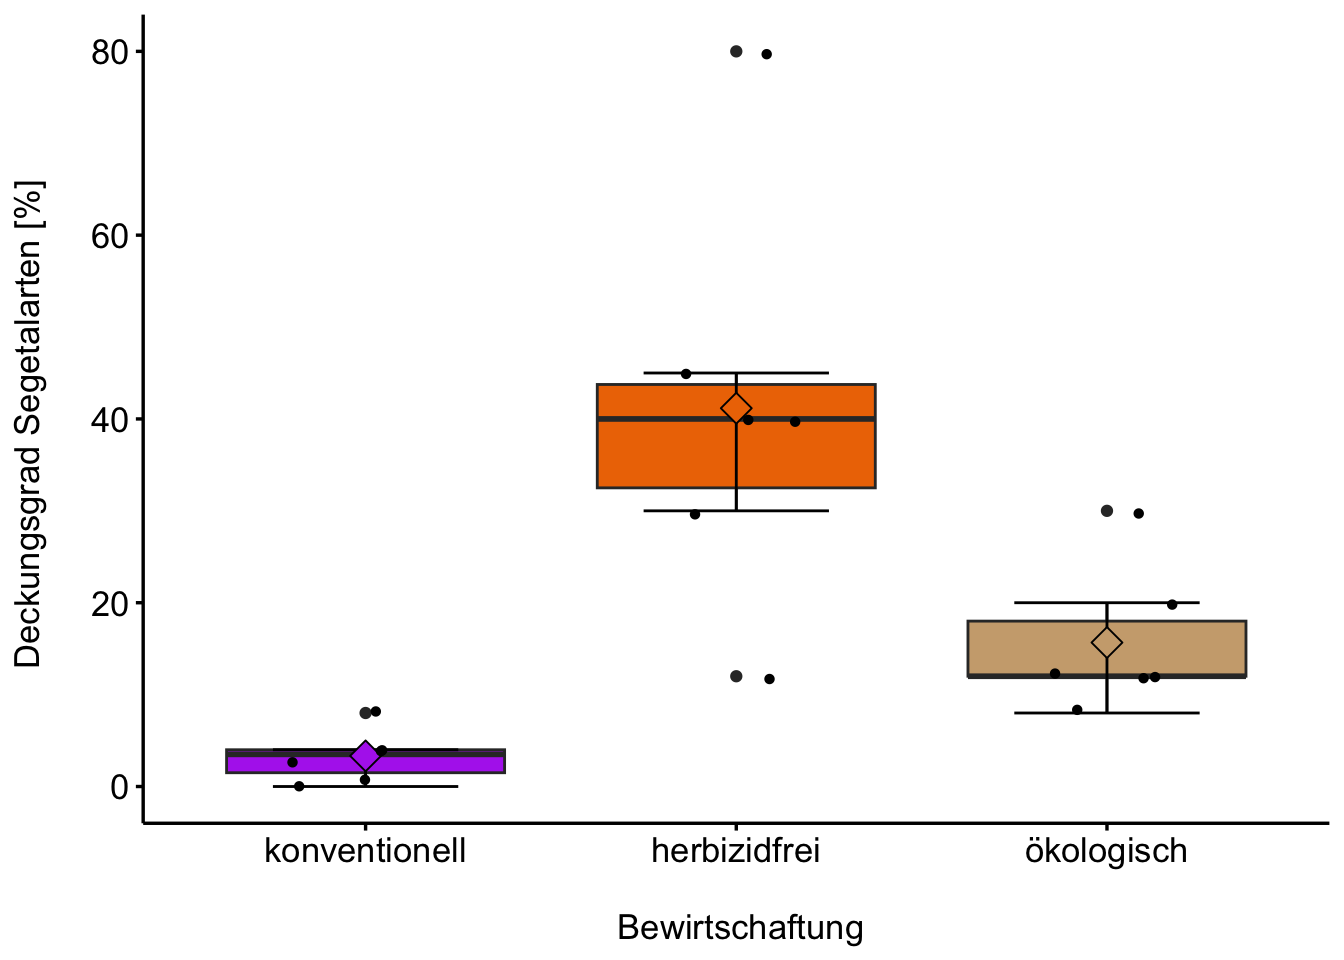 Deckungsgrad Segetalarten [%]
80
60
40
20
0
konventionell
herbizidfrei
ökologisch
Bewirtschaftung